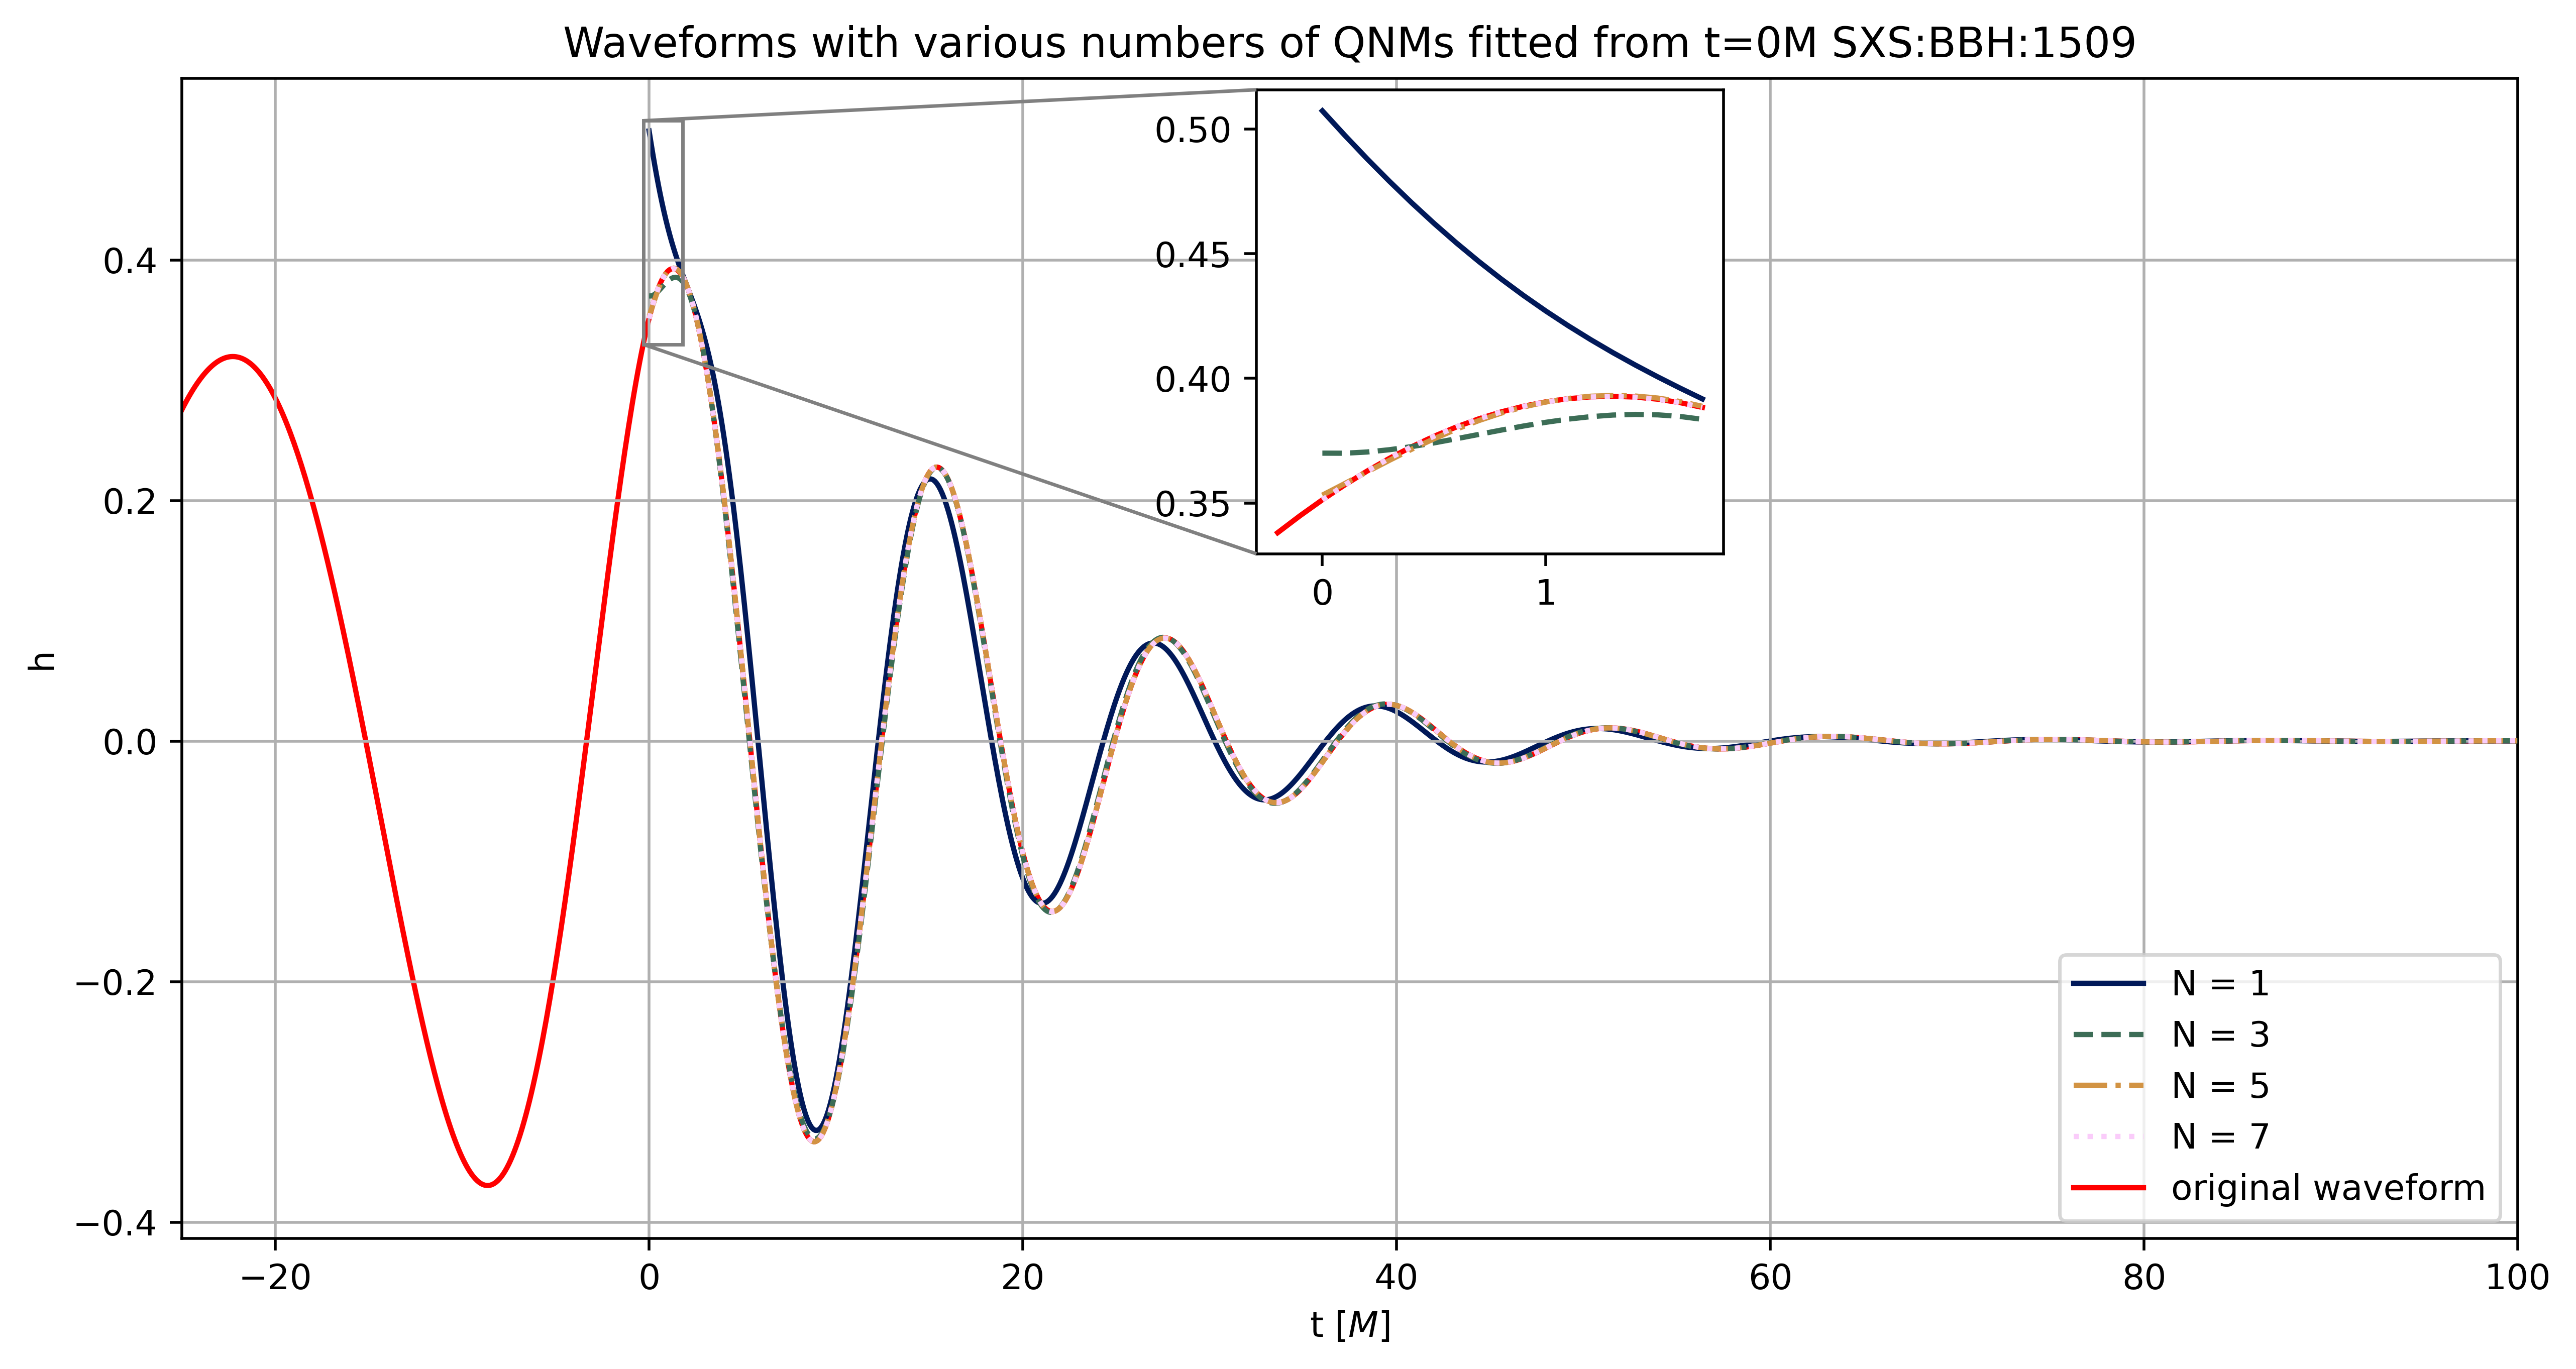 Waveforms with various numbers of QNMs fitted from t=0M SXS:BBH:1509
h
0.4
0.2
0.0
−0.2
−0.4
0.50
0.45
0.40
0.35
0 1
N = 1
N = 3
N = 5
N = 7
original waveform
−20 0 20 40 60 80 100
t [M]